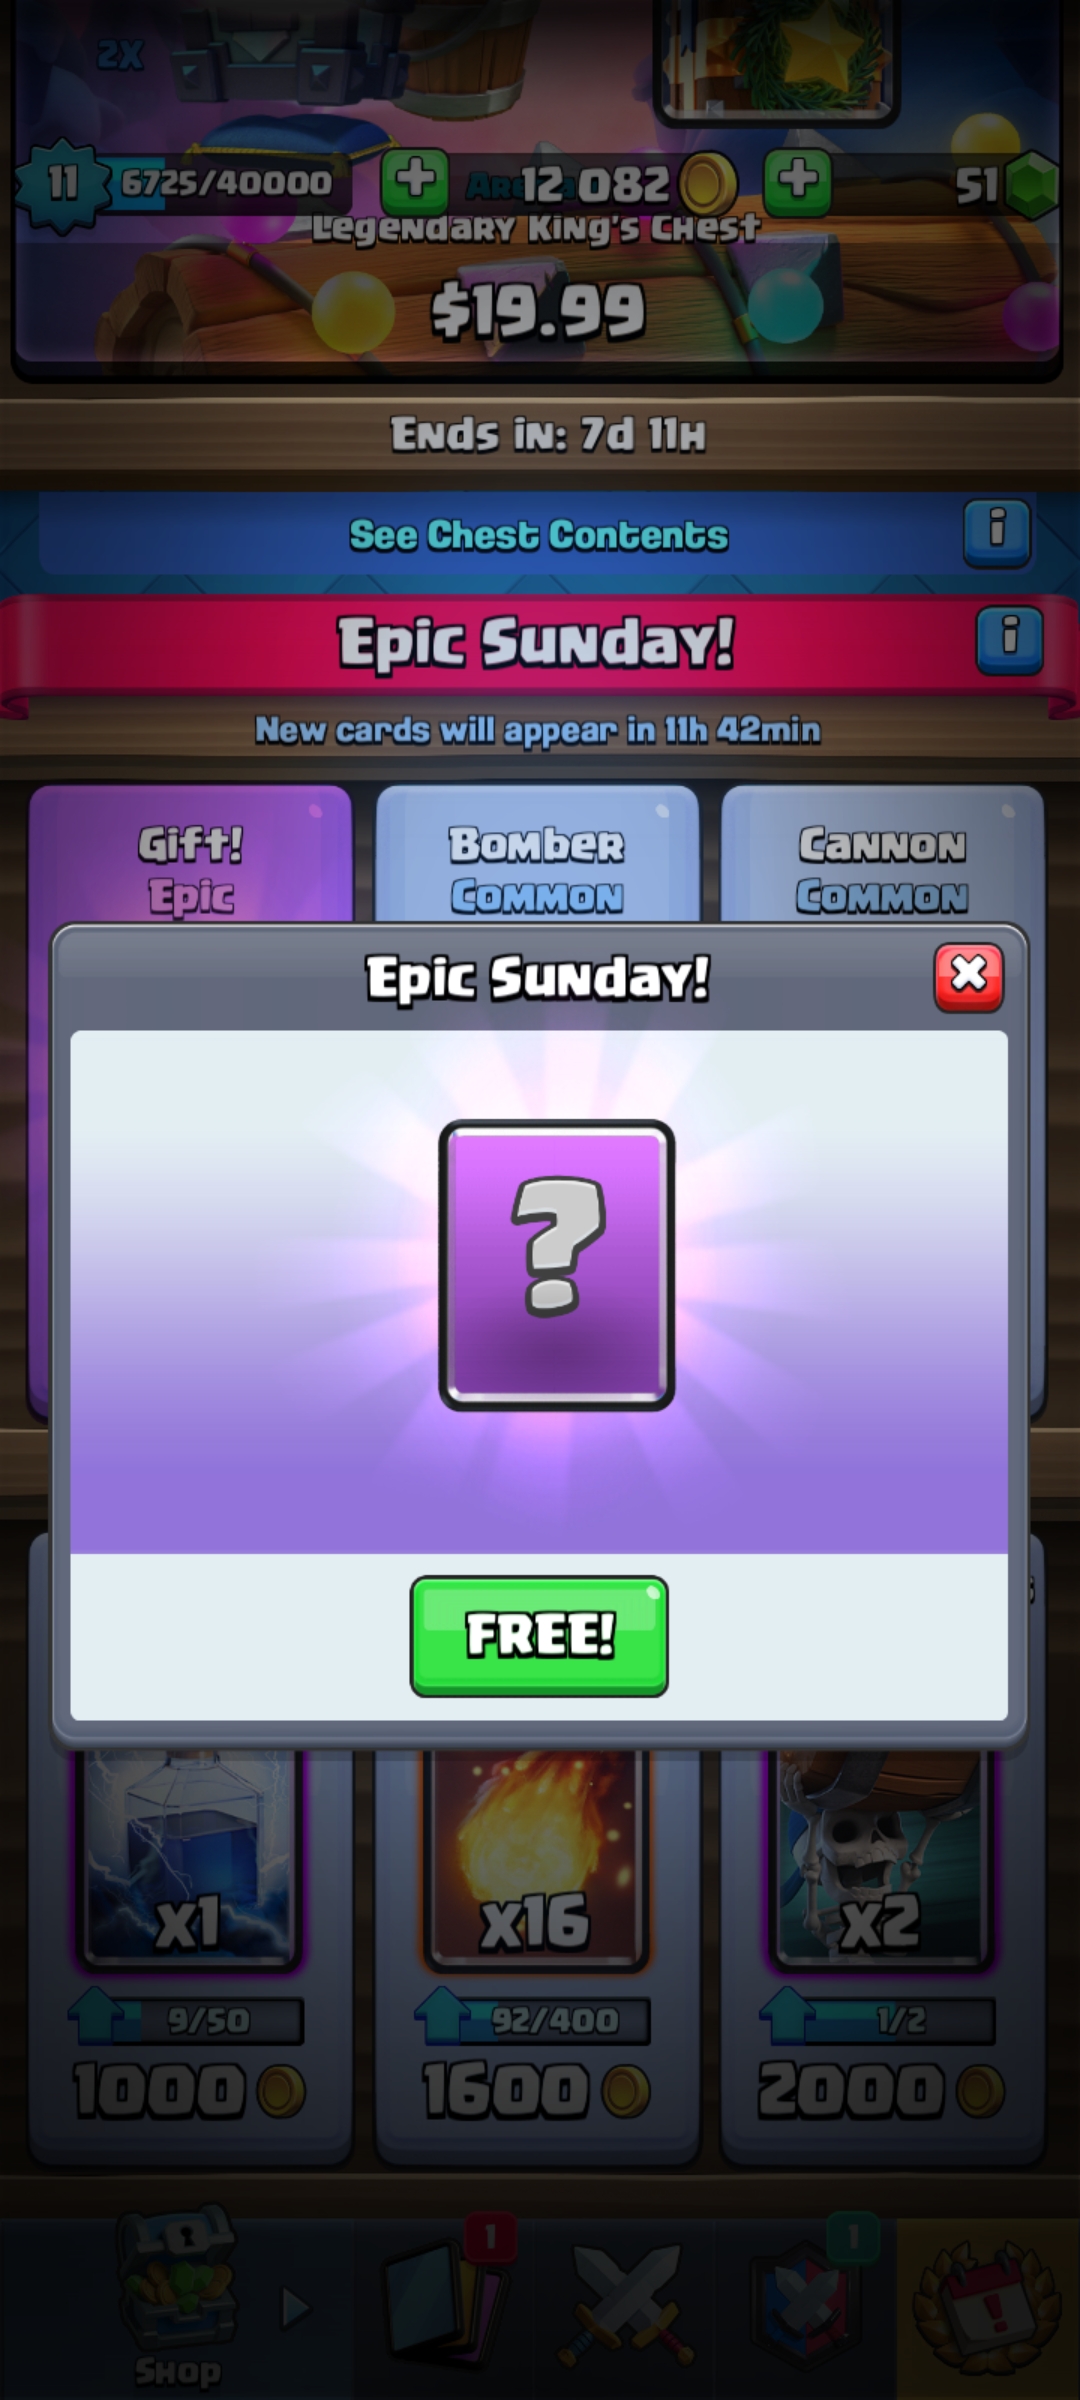 2X
11 6725/40000 12 082 51
Legendary King's Chest
$19.99
Ends in: 7d 11H
See Chest Contents
Epic Sunday!
New cards will appear in 11h 42min
Gift! Bomber Cannon
Epic Common Common
Epic Sunday!
?
FREE!
x1 x16 x2
9/50 92/400 1/2
1000 1600 2000
1 1
Shop